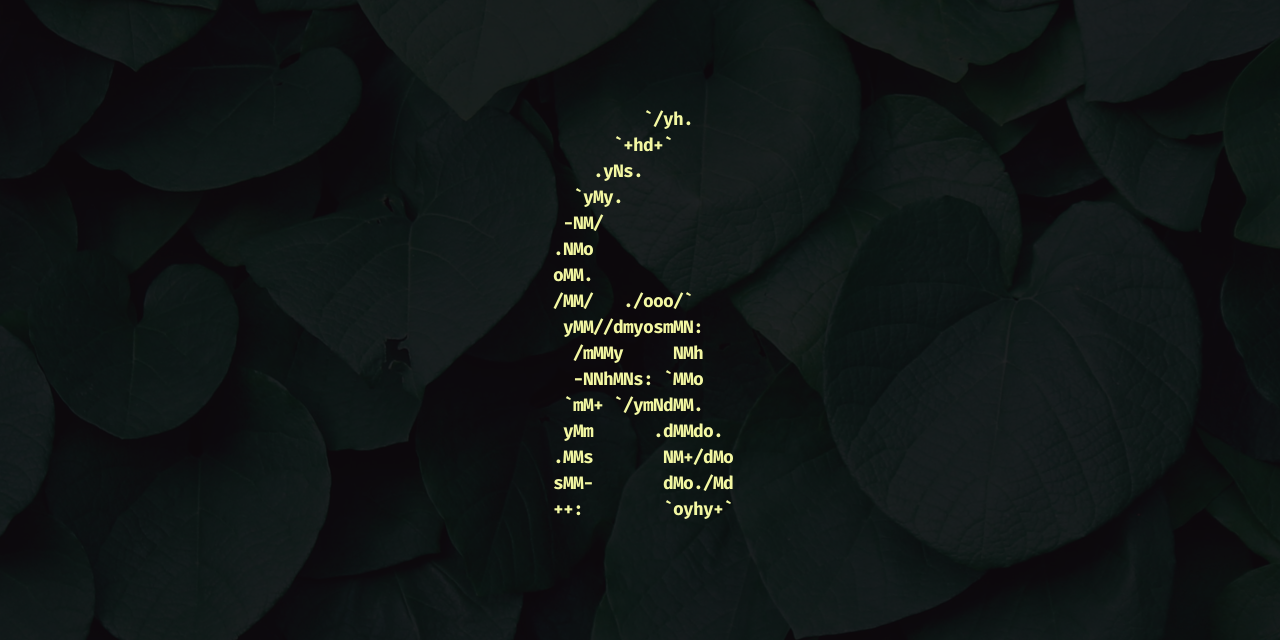 `/yh.
      `+hd+`
    .yNs.
  `yMy.
 -NM/
.NMo
oMM.
/MM/   ./ooo/`
 yMM//dmyosmMN:
  /mMMy     NMh
  -NNhMNs: `MMo
 `mM+ `/ymNdMM.
 yMm      .dMMdo.
.MMs       NM+/dMo
sMM-       dMo./Md
++:        `oyhy+`